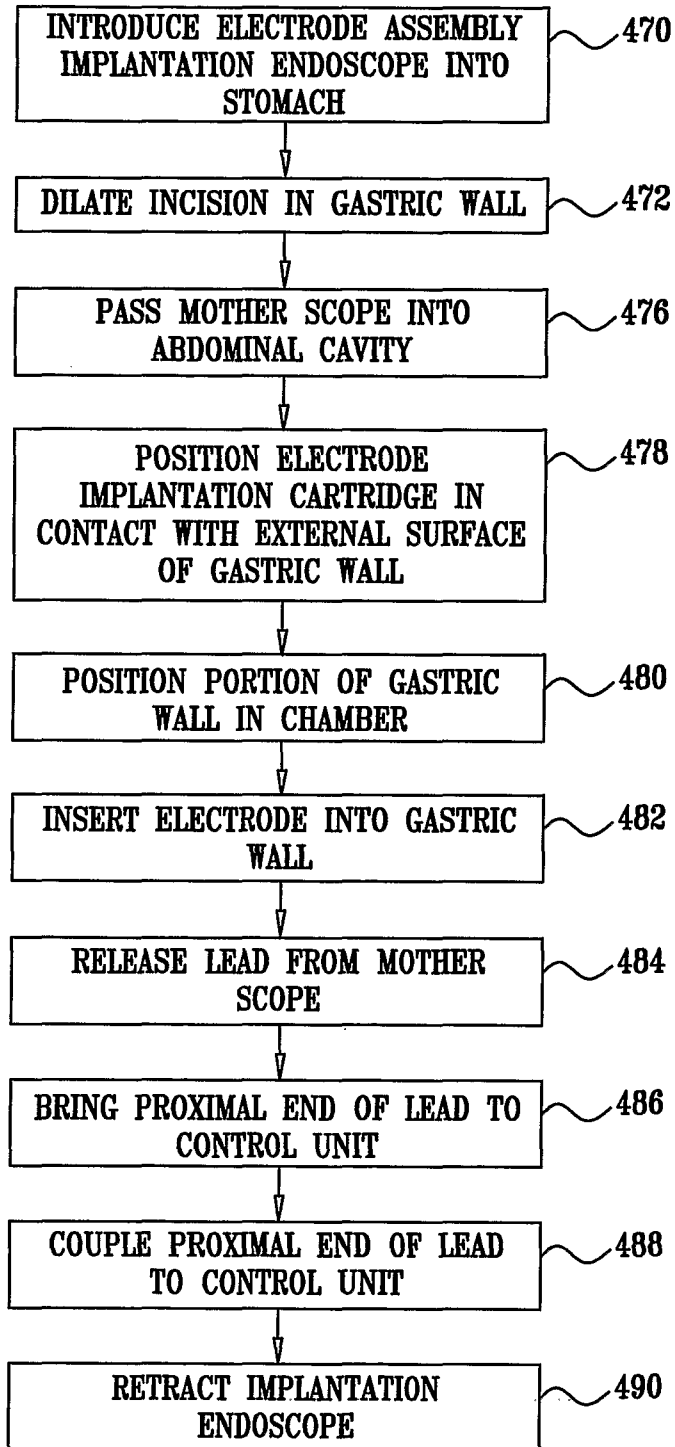 INTRODUCE ELECTRODE ASSEMBLY
IMPLANTATION ENDOSCOPE INTO
STOMACH
470
DILATE INCISION IN GASTRIC WALL
472
PASS MOTHER SCOPE INTO
ABDOMINAL CAVITY
476
POSITION ELECTRODE
IMPLANTATION CARTRIDGE IN
CONTACT WITH EXTERNAL SURFACE
OF GASTRIC WALL
478
POSITION PORTION OF GASTRIC
WALL IN CHAMBER
480
INSERT ELECTRODE INTO GASTRIC
WALL
482
RELEASE LEAD FROM MOTHER
SCOPE
484
BRING PROXIMAL END OF LEAD TO
CONTROL UNIT
486
COUPLE PROXIMAL END OF LEAD
TO CONTROL UNIT
488
RETRACT IMPLANTATION
ENDOSCOPE
490